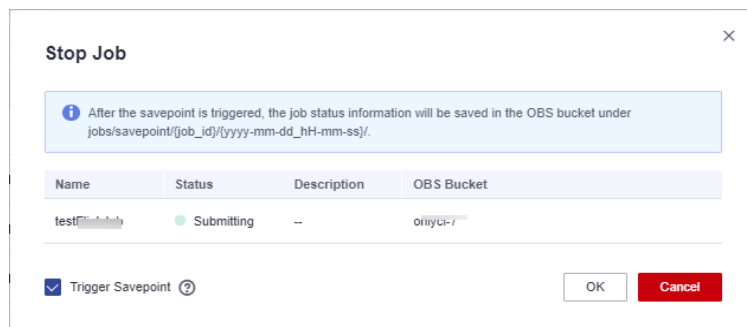 Stop Job
After the savepoint is triggered, the job status information will be saved in the OBS bucket under
jobs/savepoint/{job_id}/{yyyy-mm-dd_hH-mm-ss}/.
Name Status Description OBS Bucket
Submitting --
Trigger Savepoint OK Cancel